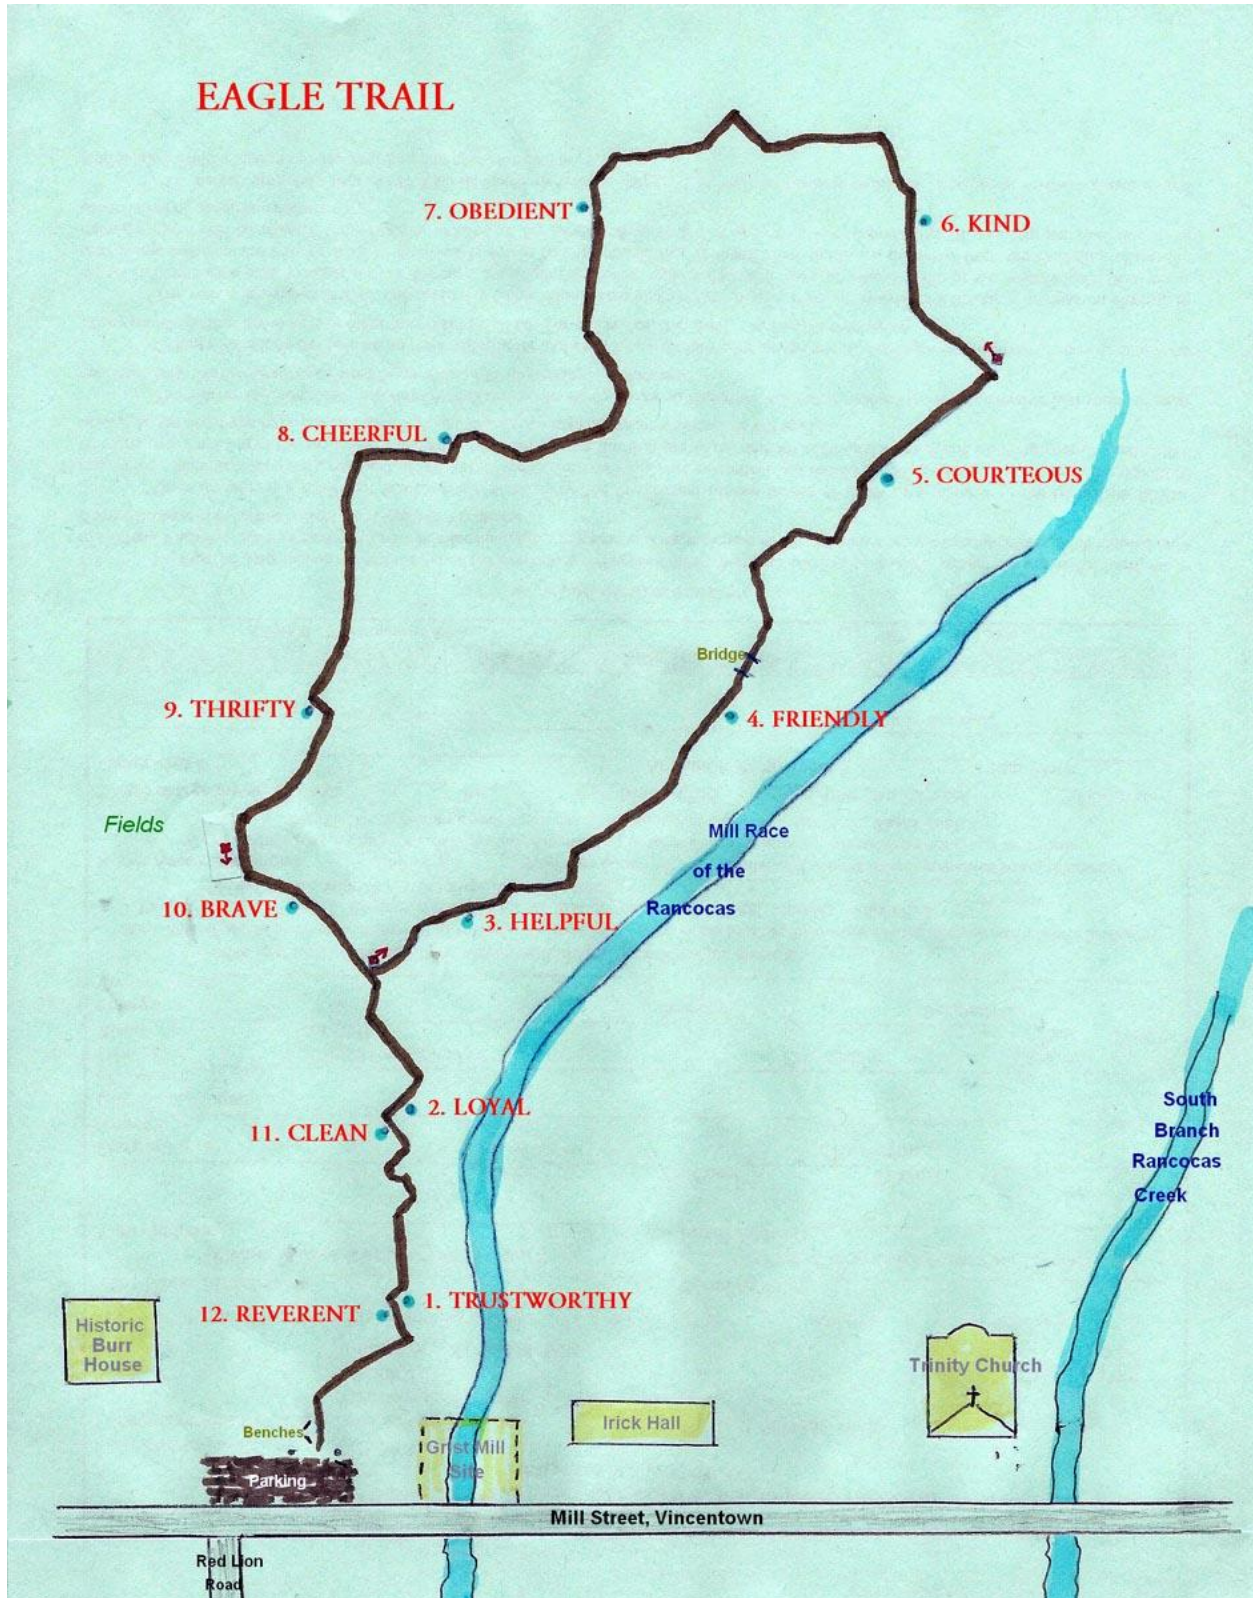 EAGLE TRAIL
7. OBEDIENT
6. KIND
8. CHEERFUL
5. COURTEOUS
Bridge
9. THRIFTY
4. FRIENDLY
Fields
Mill Race
of the
Rancocas
10. BRAVE
3. HELPFUL
2. LOYAL
11. CLEAN
South
Branch
Rancocas
Creek
1. TRUSTWORTHY
12. REVERENT
Historic
Burr
House
Trinity Church
Benches
Irick Hall
Grist Mill
Site
Parking
Mill Street, Vincentown
Red Lion
Road